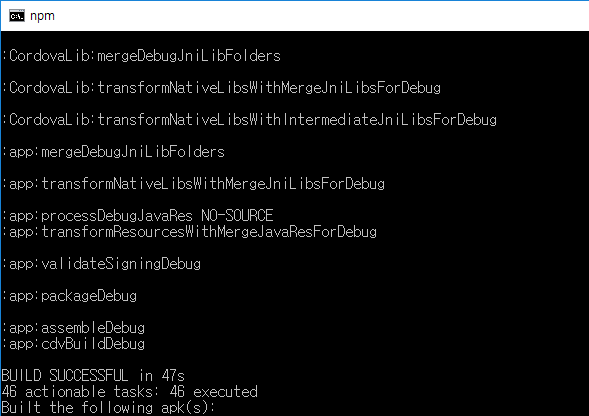 npm
:CordovaLib:mergeDebugJniLibFolders
:CordovaLib:transformNativeLibsWithMergeJniLibsForDebug
:CordovaLib:transformNativeLibsWithIntermediateJniLibsForDebug
:app:mergeDebugJniLibFolders
:app:transformNativeLibsWithMergeJniLibsForDebug
:app:processDebugJavaRes NO-SOURCE
:app:transformResourcesWithMergeJavaResForDebug
:app:validateSigningDebug
:app:packageDebug
:app:assembleDebug
:app:cdvBuildDebug
BUILD SUCCESSFUL in 47s
46 actionable tasks: 46 executed
Built the following apk(s):